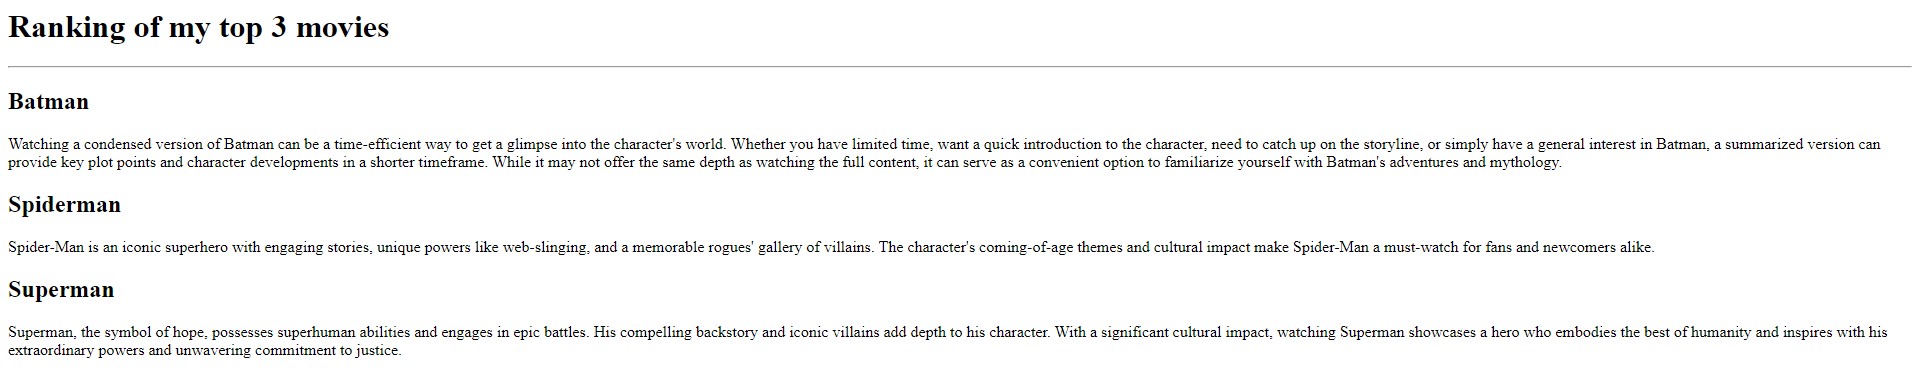 Ranking of my top 3 movies
Batman
Watching a condensed version of Batman can be a time-efficient way to get a glimpse into the character's world. Whether you have limited time, want a quick introduction to the character, need to catch up on the storyline, or simply have a general interest in Batman, a summarized version can
provide key plot points and character developments in a shorter timeframe. While it may not offer the same depth as watching the full content, it can serve as a convenient option to familiarize yourself with Batman's adventures and mythology.
Spiderman
Spider-Man is an iconic superhero with engaging stories, unique powers like web-slinging, and a memorable rogues' gallery of villains. The character's coming-of-age themes and cultural impact make Spider-Man a must-watch for fans and newcomers alike.
Superman
Superman, the symbol of hope, possesses superhuman abilities and engages in epic battles. His compelling backstory and iconic villains add depth to his character. With a significant cultural impact, watching Superman showcases a hero who embodies the best of humanity and inspires with his
extraordinary powers and unwavering commitment to justice.